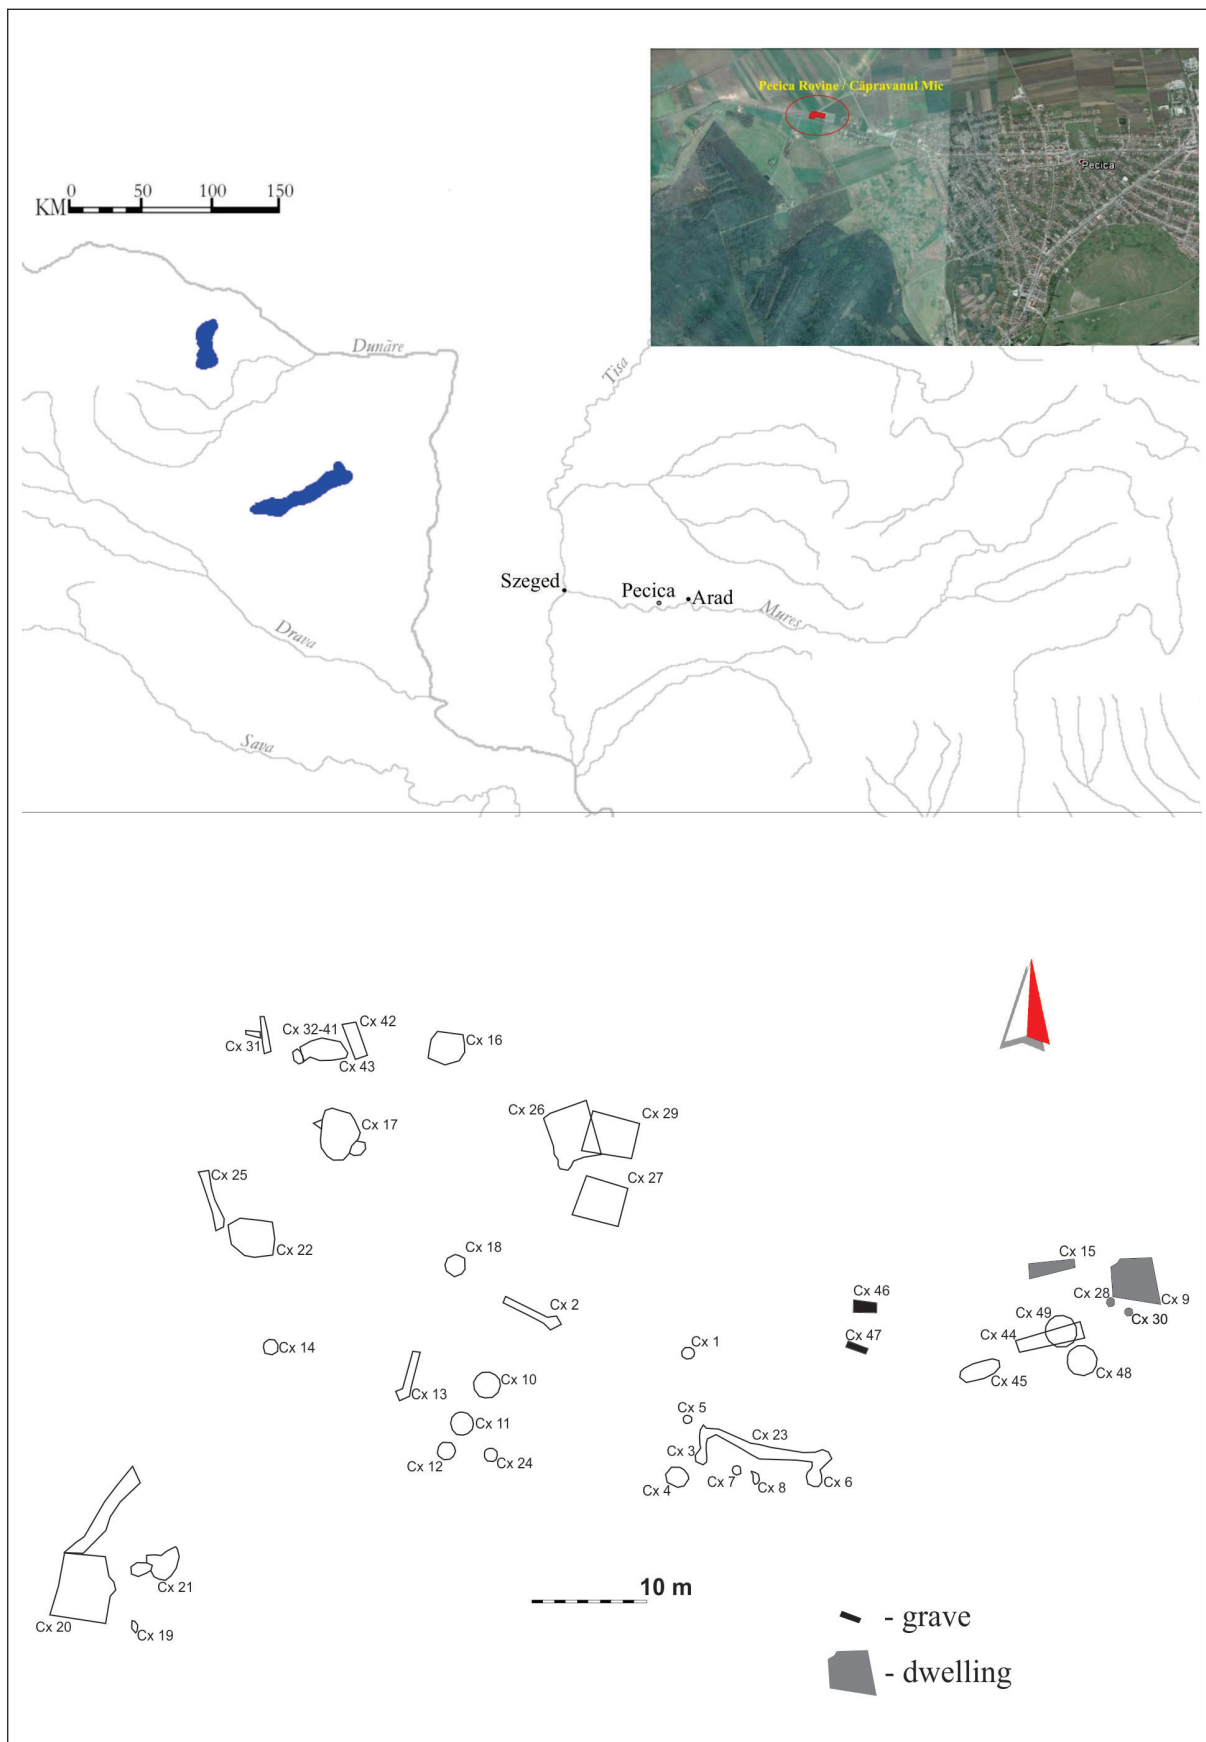 Pecica Rovine / Căpravanul Mic
Pecica
0 50 100 150
KM
Dunăre
Tisa
Szeged
Pecica
Arad
Mureș
Drava
Sava
Cx 42
Cx 32-41
Cx 31
Cx 43
Cx 16
Cx 17
Cx 26
Cx 29
Cx 25
Cx 27
Cx 22
Cx 18
Cx 15
Cx 2
Cx 46
Cx 28
Cx 9
Cx 49
Cx 30
Cx 47
Cx 44
Cx 1
Cx 14
Cx 48
Cx 45
Cx 10
Cx 13
Cx 5
Cx 11
Cx 23
Cx 3
Cx 12
Cx 24
Cx 4
Cx 7
Cx 8
Cx 6
Cx 21
Cx 20
Cx 19
10 m
- grave
- dwelling